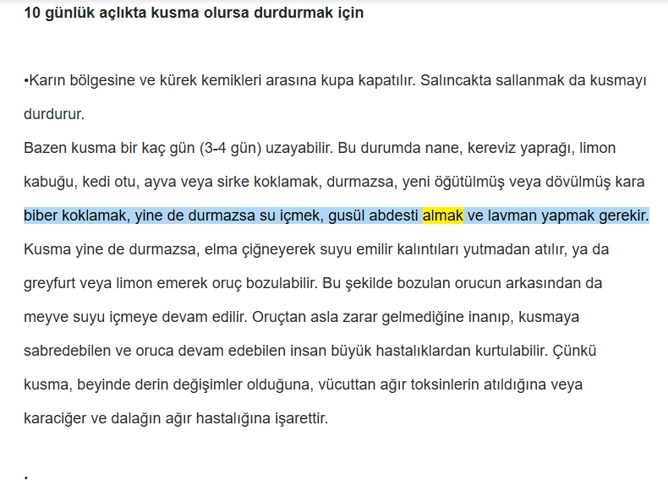 10 günlük açlıkta kusma olursa durdurmak için
•Karın bölgesine ve kürek kemikleri arasına kupa kapatılır. Salıncakta sallanmak da kusmayı
durdurur.
Bazen kusma bir kaç gün (3-4 gün) uzayabilir. Bu durumda nane, kereviz yaprağı, limon
kabuğu, kedi otu, ayva veya sirke koklamak, durmazsa, yeni öğütülmüş veya dövülmüş kara
biber koklamak, yine de durmazsa su içmek, gusül abdesti almak ve lavman yapmak gerekir.
Kusma yine de durmazsa, elma çiğneyerek suyu emilir kalıntıları yutmadan atılır, ya da
greyfurt veya limon emerek oruç bozulabilir. Bu şekilde bozulan orucun arkasından da
meyve suyu içmeye devam edilir. Oruçtan asla zarar gelmediğine inanıp, kusmaya
sabredebilen ve oruca devam edebilen insan büyük hastalıklardan kurtulabilir. Çünkü
kusma, beyinde derin değişimler olduğuna, vücuttan ağır toksinlerin atıldığına veya
karaciğer ve dalağın ağır hastalığına işarettir.
.